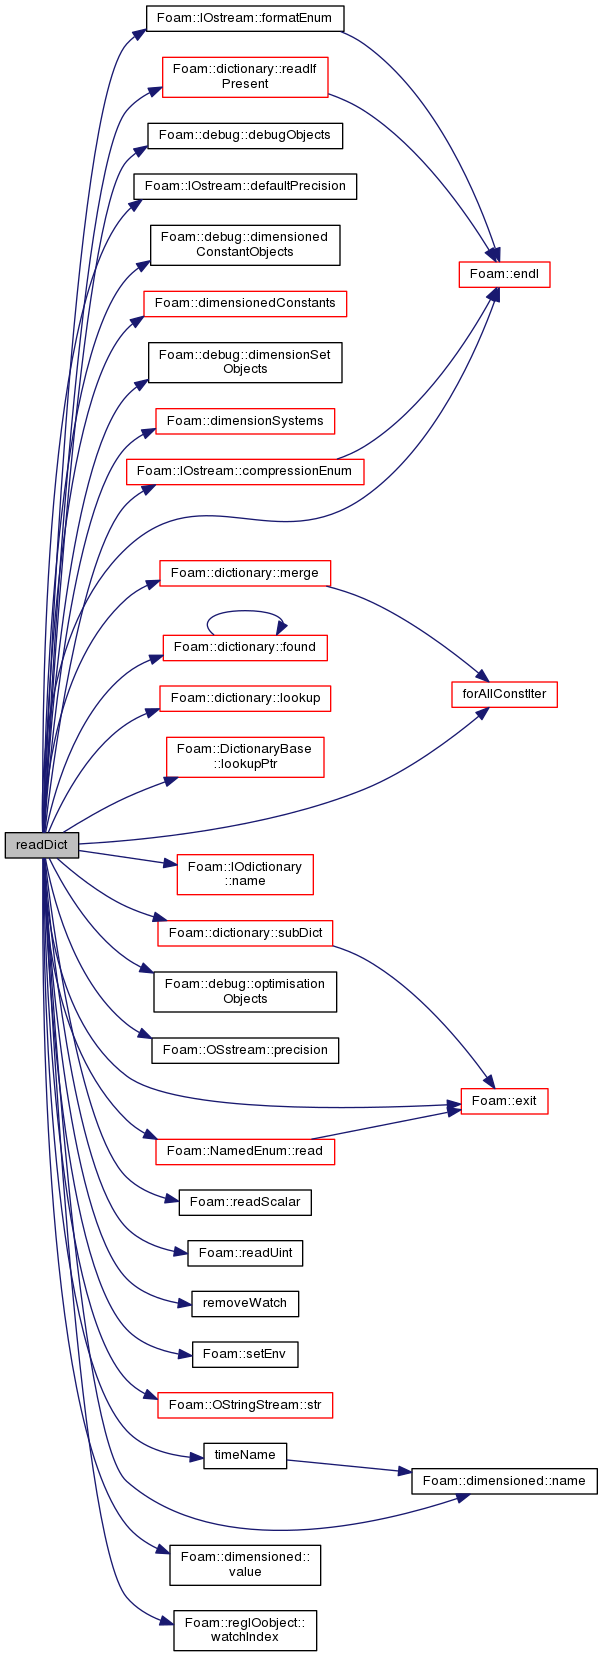 Foam::IOstream::formatEnum
Foam::dictionary::readIf
Present
Foam::debug::debugObjects
Foam::IOstream::defaultPrecision
Foam::debug::dimensioned
ConstantObjects
Foam::endl
Foam::dimensionedConstants
Foam::debug::dimensionSet
Objects
Foam::dimensionSystems
Foam::IOstream::compressionEnum
Foam::dictionary::merge
Foam::dictionary::found
Foam::dictionary::lookup
forAllConstIter
Foam::DictionaryBase
::lookupPtr
readDict
Foam::IOdictionary
::name
Foam::dictionary::subDict
Foam::debug::optimisation
Objects
Foam::OSstream::precision
Foam::exit
Foam::NamedEnum::read
Foam::readScalar
Foam::readUint
removeWatch
Foam::setEnv
Foam::OStringStream::str
timeName
Foam::dimensioned::name
Foam::dimensioned::
value
Foam::regIOobject::
watchIndex